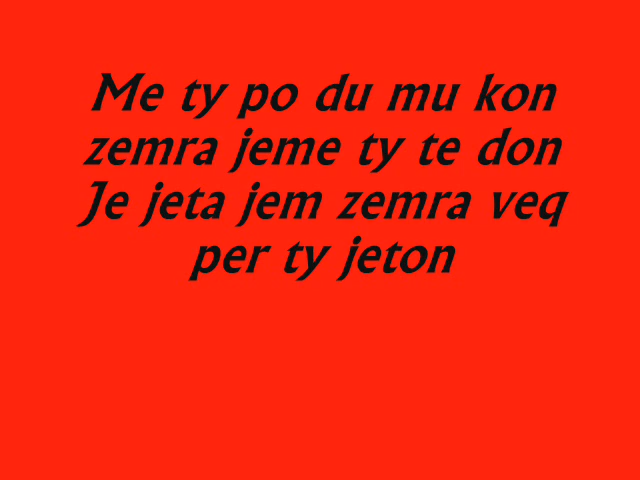 Me ty po du mu kon
zemra jeme ty te don
Je jeta jem zemra veq
per ty jeton